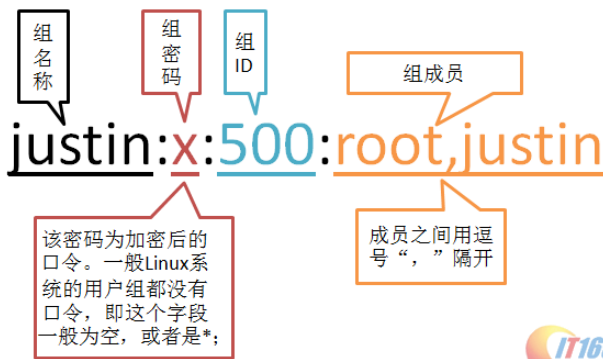 组
名
称
组
密
码
组
ID
组成员
justin:x:500:root,justin
该密码为加密后的
口令。一般Linux系
统的用户组都没有
口令，即这个字段
一般为空，或者是*；
成员之间用逗
号“，”隔开
IT16